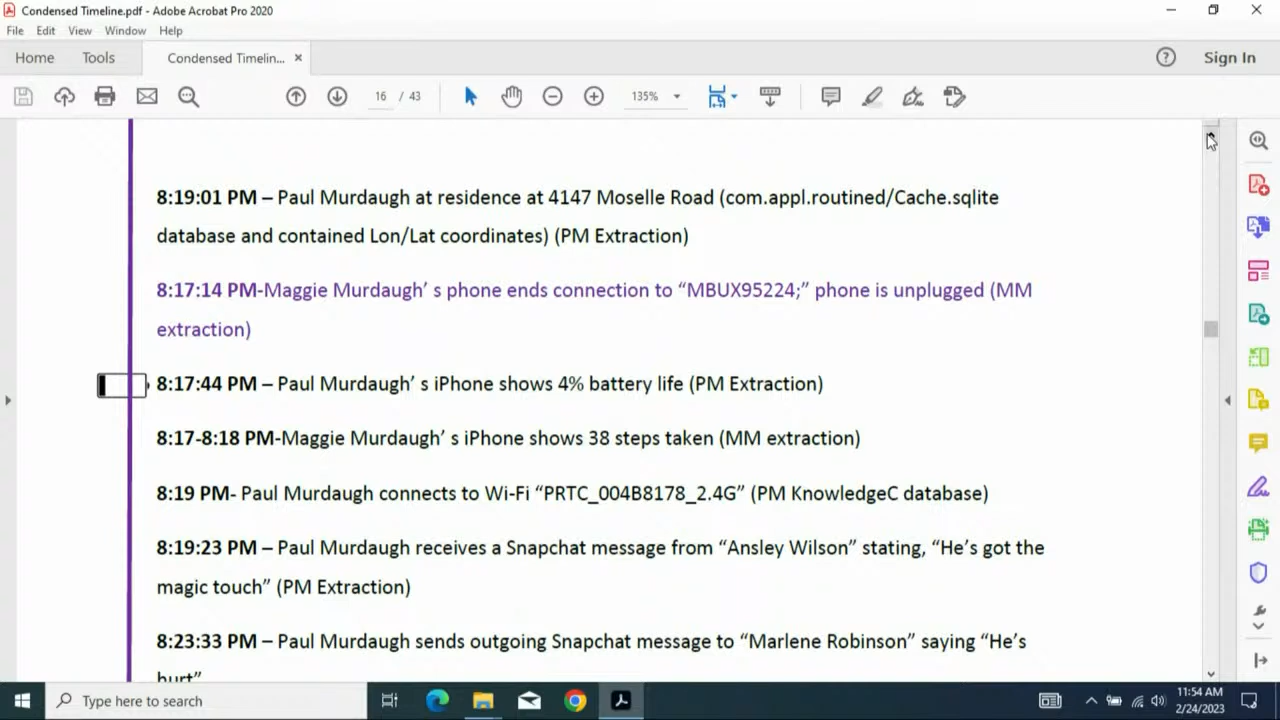 Condensed Timeline.pdf - Adobe Acrobat Pro 2020
File Edit View Window Help
Home Tools Condensed Timelin... × Sign In
16 / 43 135%
8:19:01 PM – Paul Murdaugh at residence at 4147 Moselle Road (com.appl.routined/Cache.sqlite
database and contained Lon/Lat coordinates) (PM Extraction)
8:17:14 PM-Maggie Murdaugh’ s phone ends connection to “MBUX95224;” phone is unplugged (MM
extraction)
8:17:44 PM – Paul Murdaugh’ s iPhone shows 4% battery life (PM Extraction)
8:17-8:18 PM-Maggie Murdaugh’ s iPhone shows 38 steps taken (MM extraction)
8:19 PM- Paul Murdaugh connects to Wi-Fi “PRTC_004B8178_2.4G” (PM KnowledgeC database)
8:19:23 PM – Paul Murdaugh receives a Snapchat message from “Ansley Wilson” stating, “He’s got the
magic touch” (PM Extraction)
8:23:33 PM – Paul Murdaugh sends outgoing Snapchat message to “Marlene Robinson” saying “He’s
hurt”
Type here to search
11:54 AM
2/24/2023